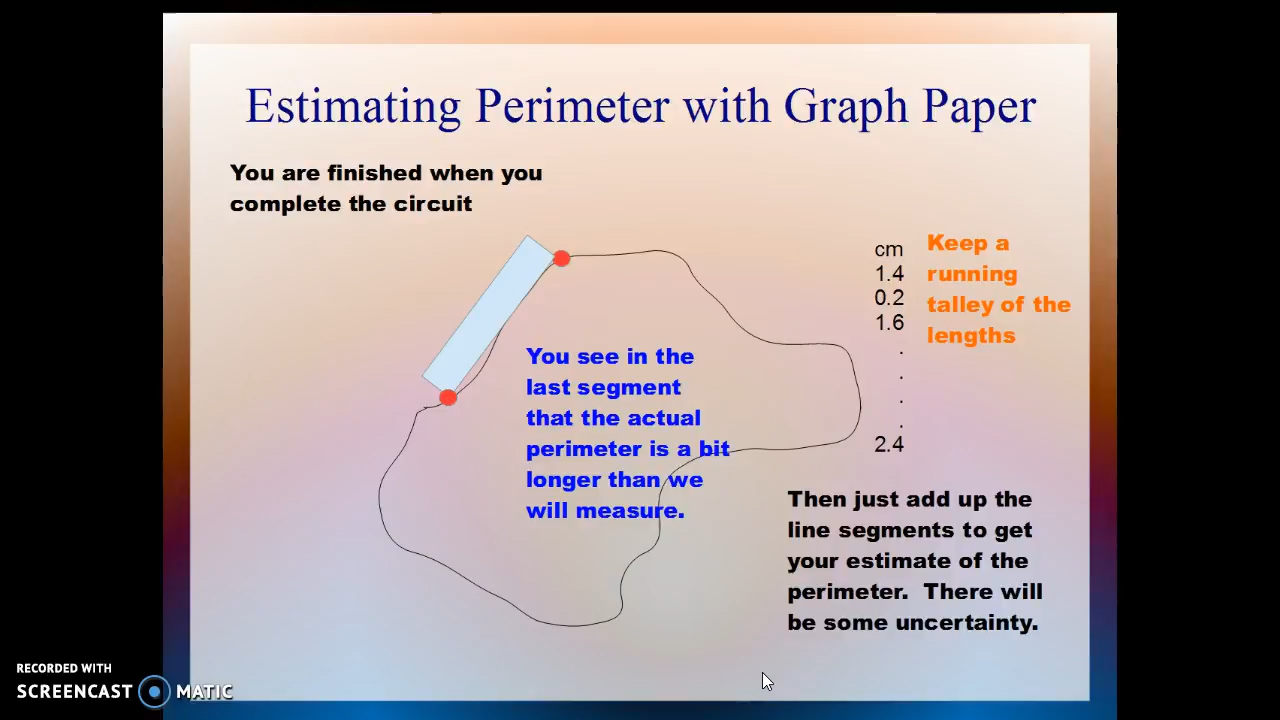 Estimating Perimeter with Graph Paper
You are finished when you
complete the circuit
cm
1.4
0.2
1.6
.
.
.
.
2.4
Keep a
running
talley of the
lengths
You see in the
last segment
that the actual
perimeter is a bit
longer than we
will measure.
Then just add up the
line segments to get
your estimate of the
perimeter.  There will
be some uncertainty.
RECORDED WITH
SCREENCAST MATIC